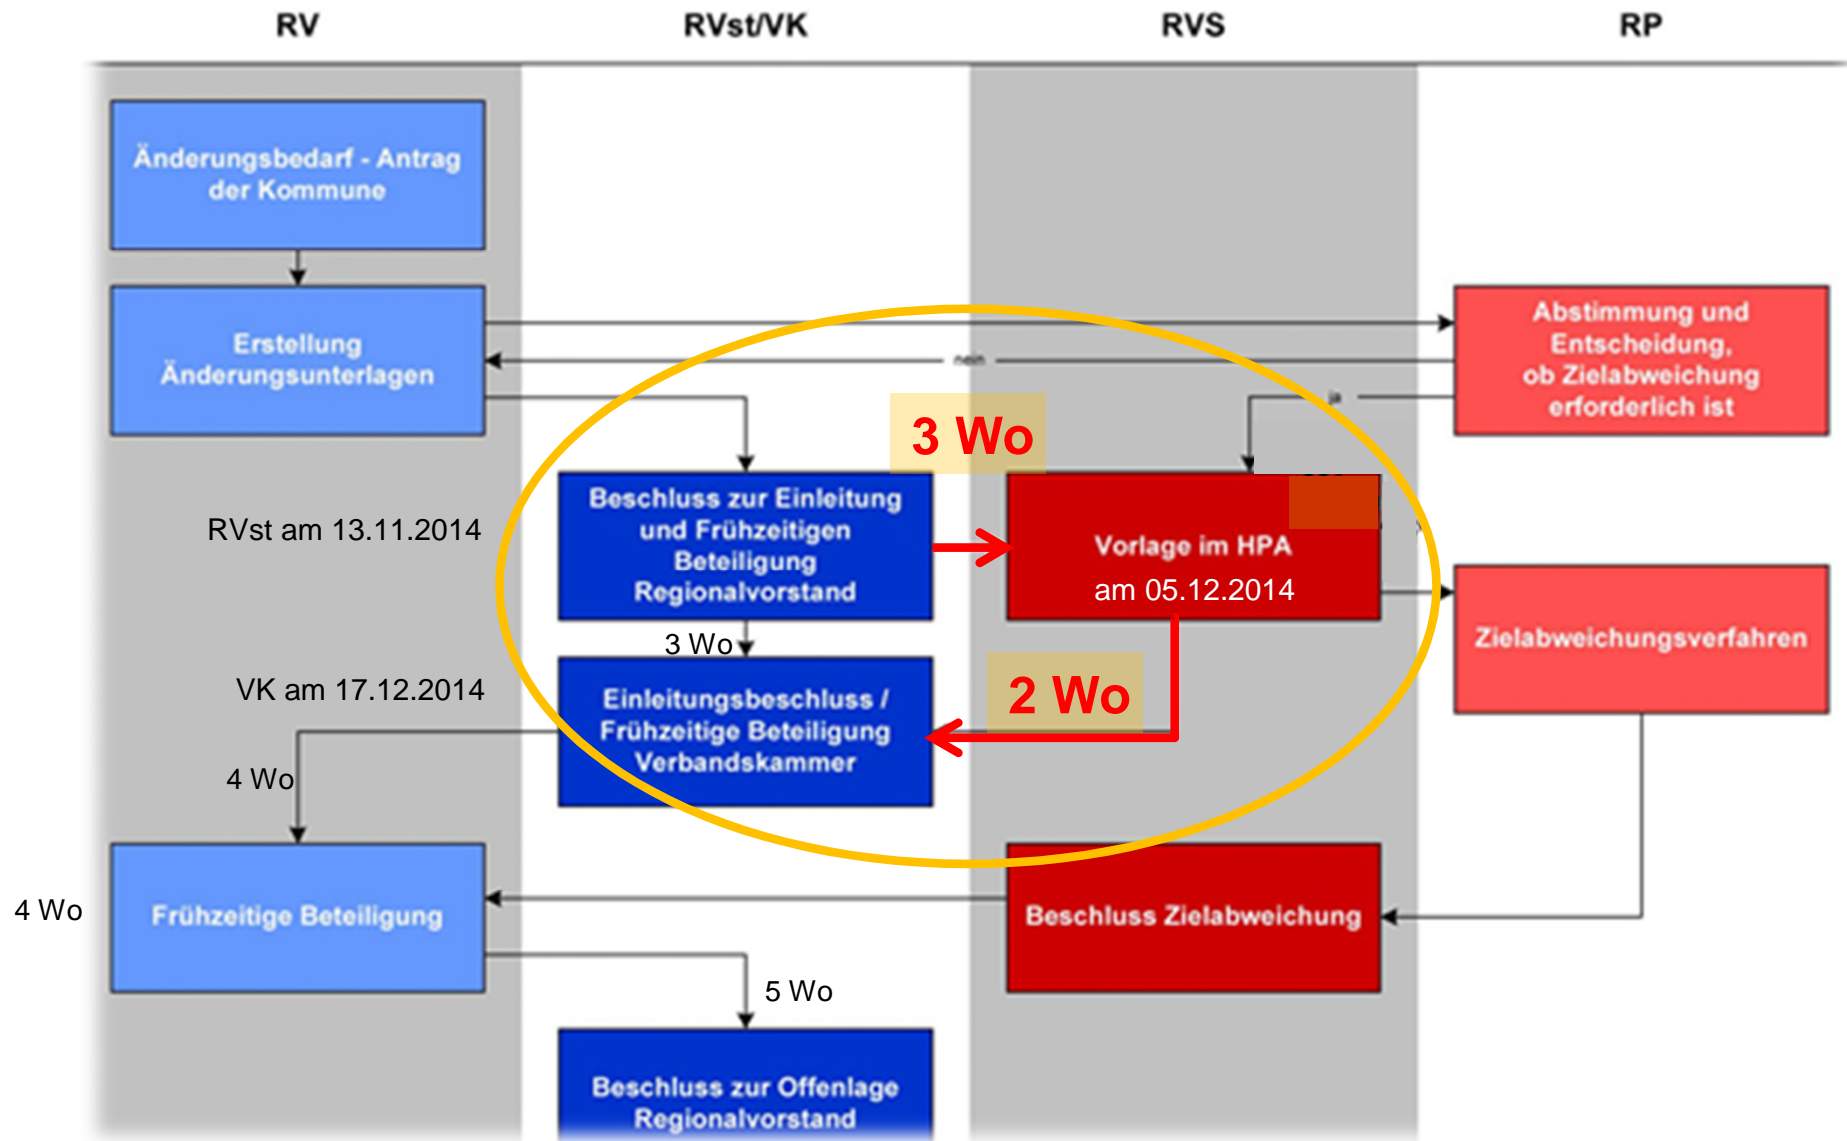 RV
RVst/VK
RVS
RP
Änderungsbedarf - Antrag
der Kommune
Erstellung
Änderungsunterlagen
Abstimmung und
Entscheidung,
ob Zielabweichung
erforderlich ist
nein
ja
3 Wo
RVst am 13.11.2014
Beschluss zur Einleitung
und Frühzeitigen
Beteiligung
Regionalvorstand
Vorlage im HPA
am 05.12.2014
Zielabweichungsverfahren
3 Wo
VK am 17.12.2014
Einleitungsbeschluss /
Frühzeitige Beteiligung
Verbandskammer
2 Wo
4 Wo
4 Wo
Frühzeitige Beteiligung
Beschluss Zielabweichung
5 Wo
Beschluss zur Offenlage
Regionalvorstand